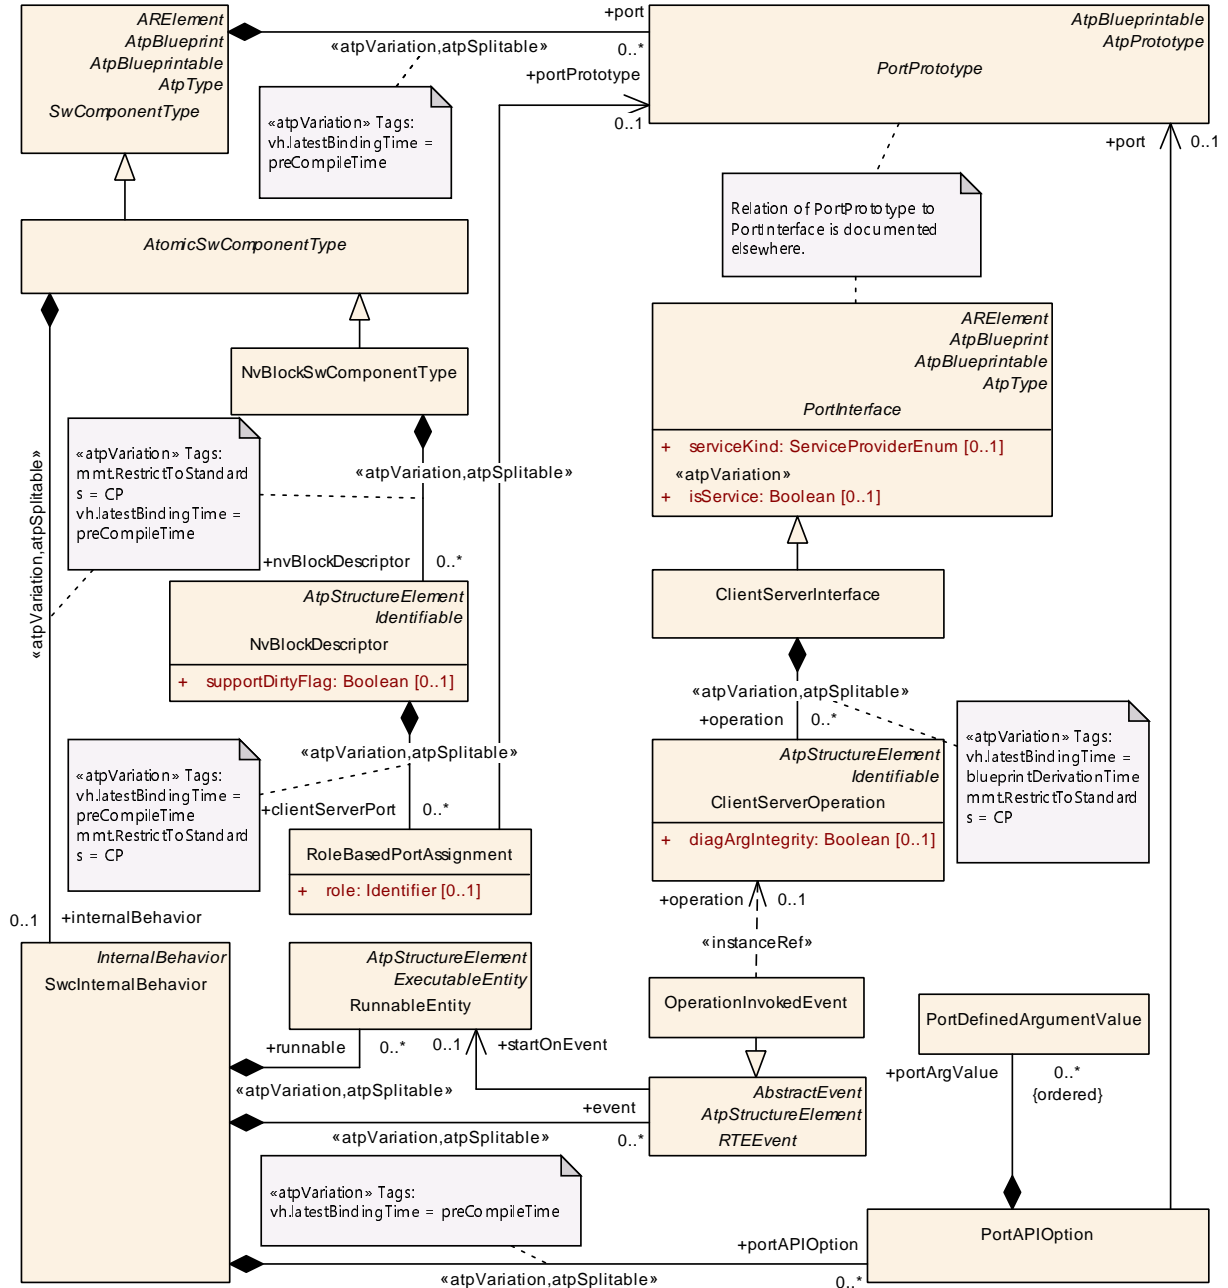 ARElement
AtpBlueprint
AtpBlueprintable
AtpType
SwComponentType
+port
«atpVariation,atpSplitable»
0..*
AtpBlueprintable
AtpPrototype
PortPrototype
+portPrototype
0..1
«atpVariation» Tags:
vh.latestBindingTime =
preCompileTime
+port
0..1
Relation of PortPrototype to
PortInterface is documented
elsewhere.
AtomicSwComponentType
NvBlockSwComponentType
ARElement
AtpBlueprint
AtpBlueprintable
AtpType
PortInterface
+ serviceKind: ServiceProviderEnum [0..1]
«atpVariation»
+ isService: Boolean [0..1]
«atpVariation,atpSplitable»
«atpVariation» Tags:
mmt.RestrictToStandard
s = CP
vh.latestBindingTime =
preCompileTime
«atpVariation,atpSplitable»
+nvBlockDescriptor
0..*
AtpStructureElement
Identifiable
NvBlockDescriptor
+ supportDirtyFlag: Boolean [0..1]
ClientServerInterface
«atpVariation,atpSplitable»
+operation
0..*
«atpVariation» Tags:
vh.latestBindingTime =
blueprintDerivationTime
mmt.RestrictToStandard
s = CP
«atpVariation,atpSplitable»
«atpVariation» Tags:
vh.latestBindingTime =
preCompileTime
mmt.RestrictToStandard
s = CP
+clientServerPort
0..*
AtpStructureElement
Identifiable
ClientServerOperation
+ diagArgIntegrity: Boolean [0..1]
RoleBasedPortAssignment
+ role: Identifier [0..1]
+operation
0..1
«instanceRef»
0..1
+internalBehavior
InternalBehavior
SwcInternalBehavior
AtpStructureElement
ExecutableEntity
RunnableEntity
OperationInvokedEvent
PortDefinedArgumentValue
+runnable
0..*
0..1
+startOnEvent
«atpVariation,atpSplitable»
+portArgValue
0..*
{ordered}
AbstractEvent
AtpStructureElement
RTEEvent
+event
«atpVariation,atpSplitable»
0..*
«atpVariation» Tags:
vh.latestBindingTime = preCompileTime
PortAPIOption
+portAPIOption
«atpVariation,atpSplitable»
0..*